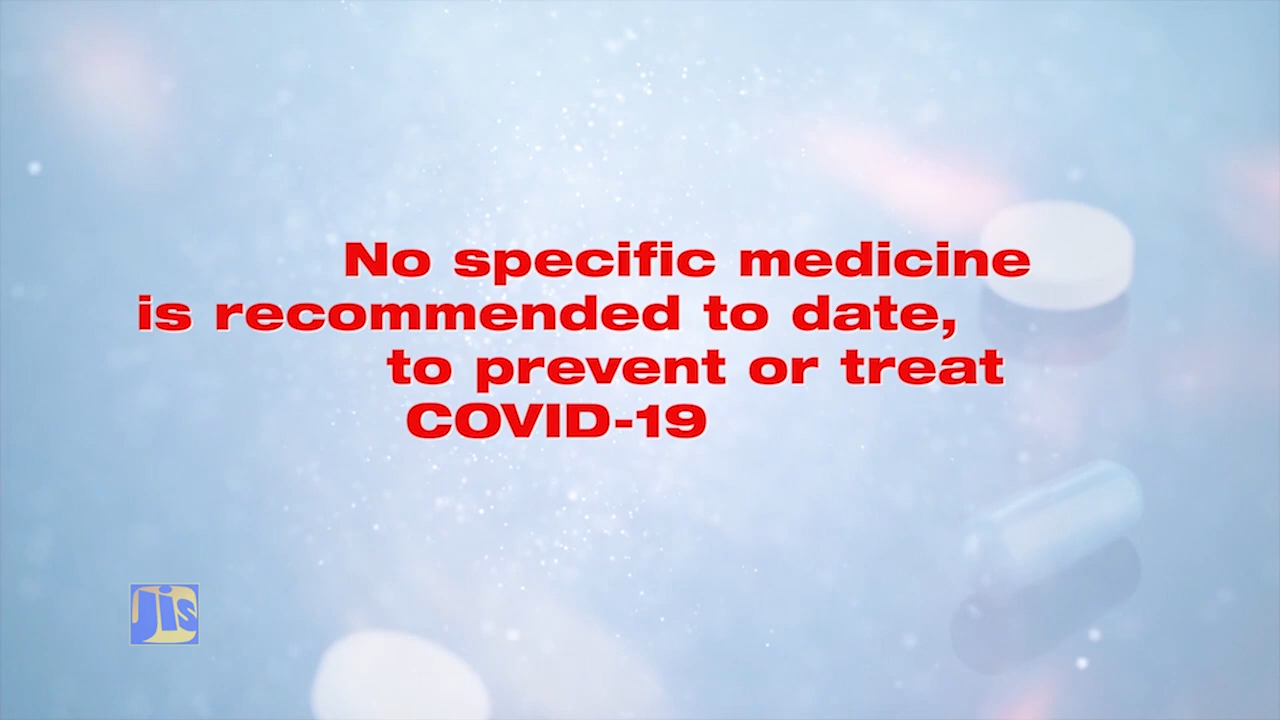 No specific medicine
is recommended to date,
to prevent or treat
COVID-19
JIS